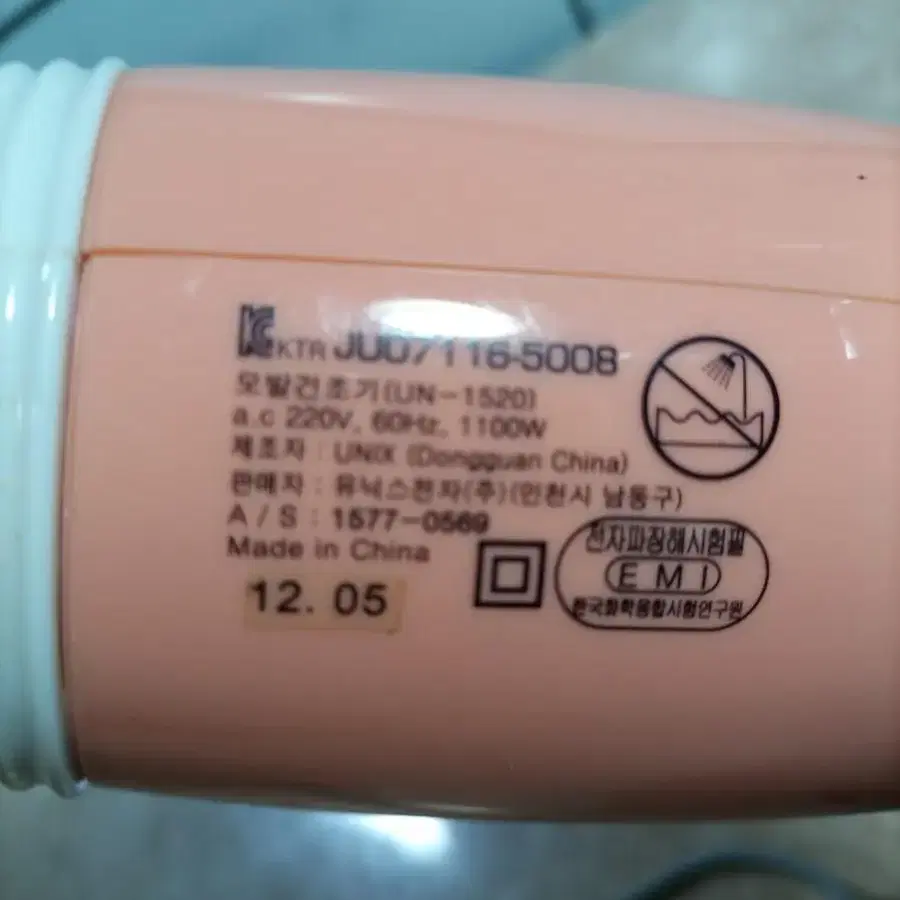 KTR JU07116-5008
모발건조기(UN-1520)
a.c 220V, 60Hz, 1100W
제조자 : UNIX (Dongguan China)
판매자 : 유닉스전자(주)(인천시 남동구)
A / S : 1577-0569
Made in China
12. 05
전자파장해시험필
E M I
한국화학융합시험연구원